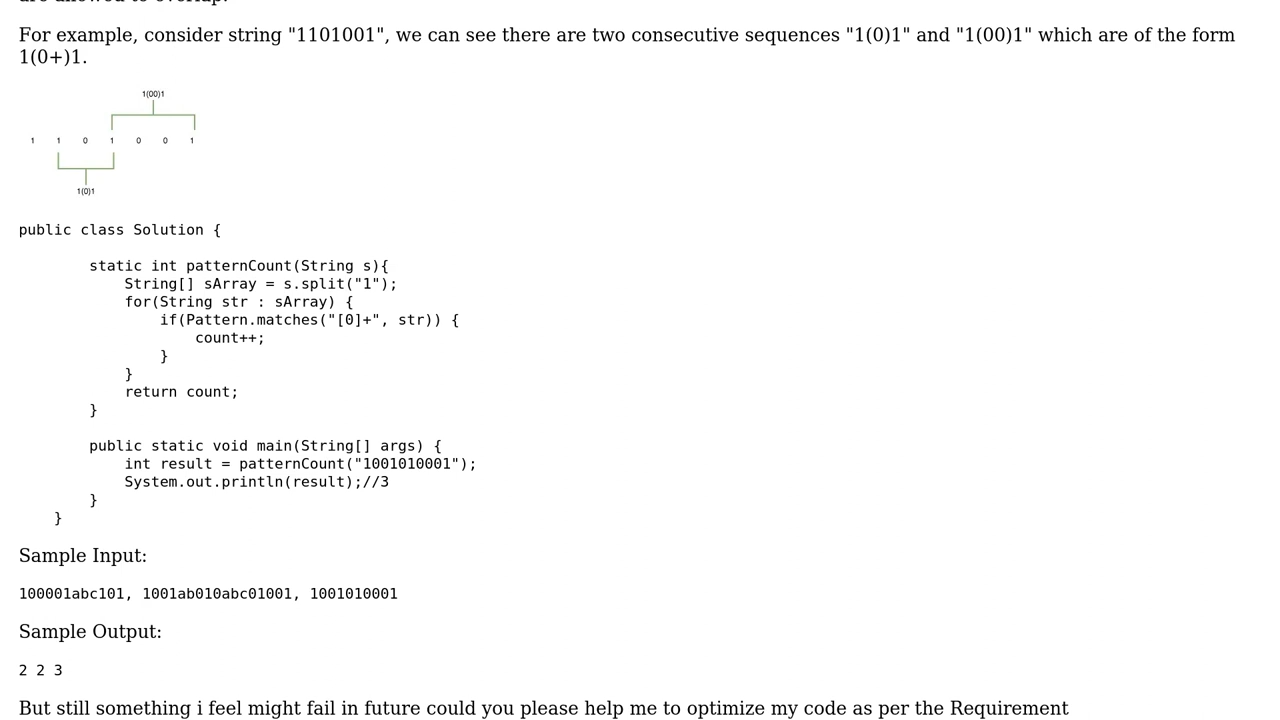 are allowed to overlap.
For example, consider string "1101001", we can see there are two consecutive sequences "1(0)1" and "1(00)1" which are of the form
1(0+)1.
1(00)1
1 1 0 1 0 0 1
1(0)1
public class Solution {
static int patternCount(String s){
String[] sArray = s.split("1");
for(String str : sArray) {
if(Pattern.matches("[0]+", str)) {
count++;
}
}
return count;
}
public static void main(String[] args) {
int result = patternCount("1001010001");
System.out.println(result);//3
}
}
Sample Input:
100001abc101, 1001ab010abc01001, 1001010001
Sample Output:
2 2 3
But still something i feel might fail in future could you please help me to optimize my code as per the Requirement